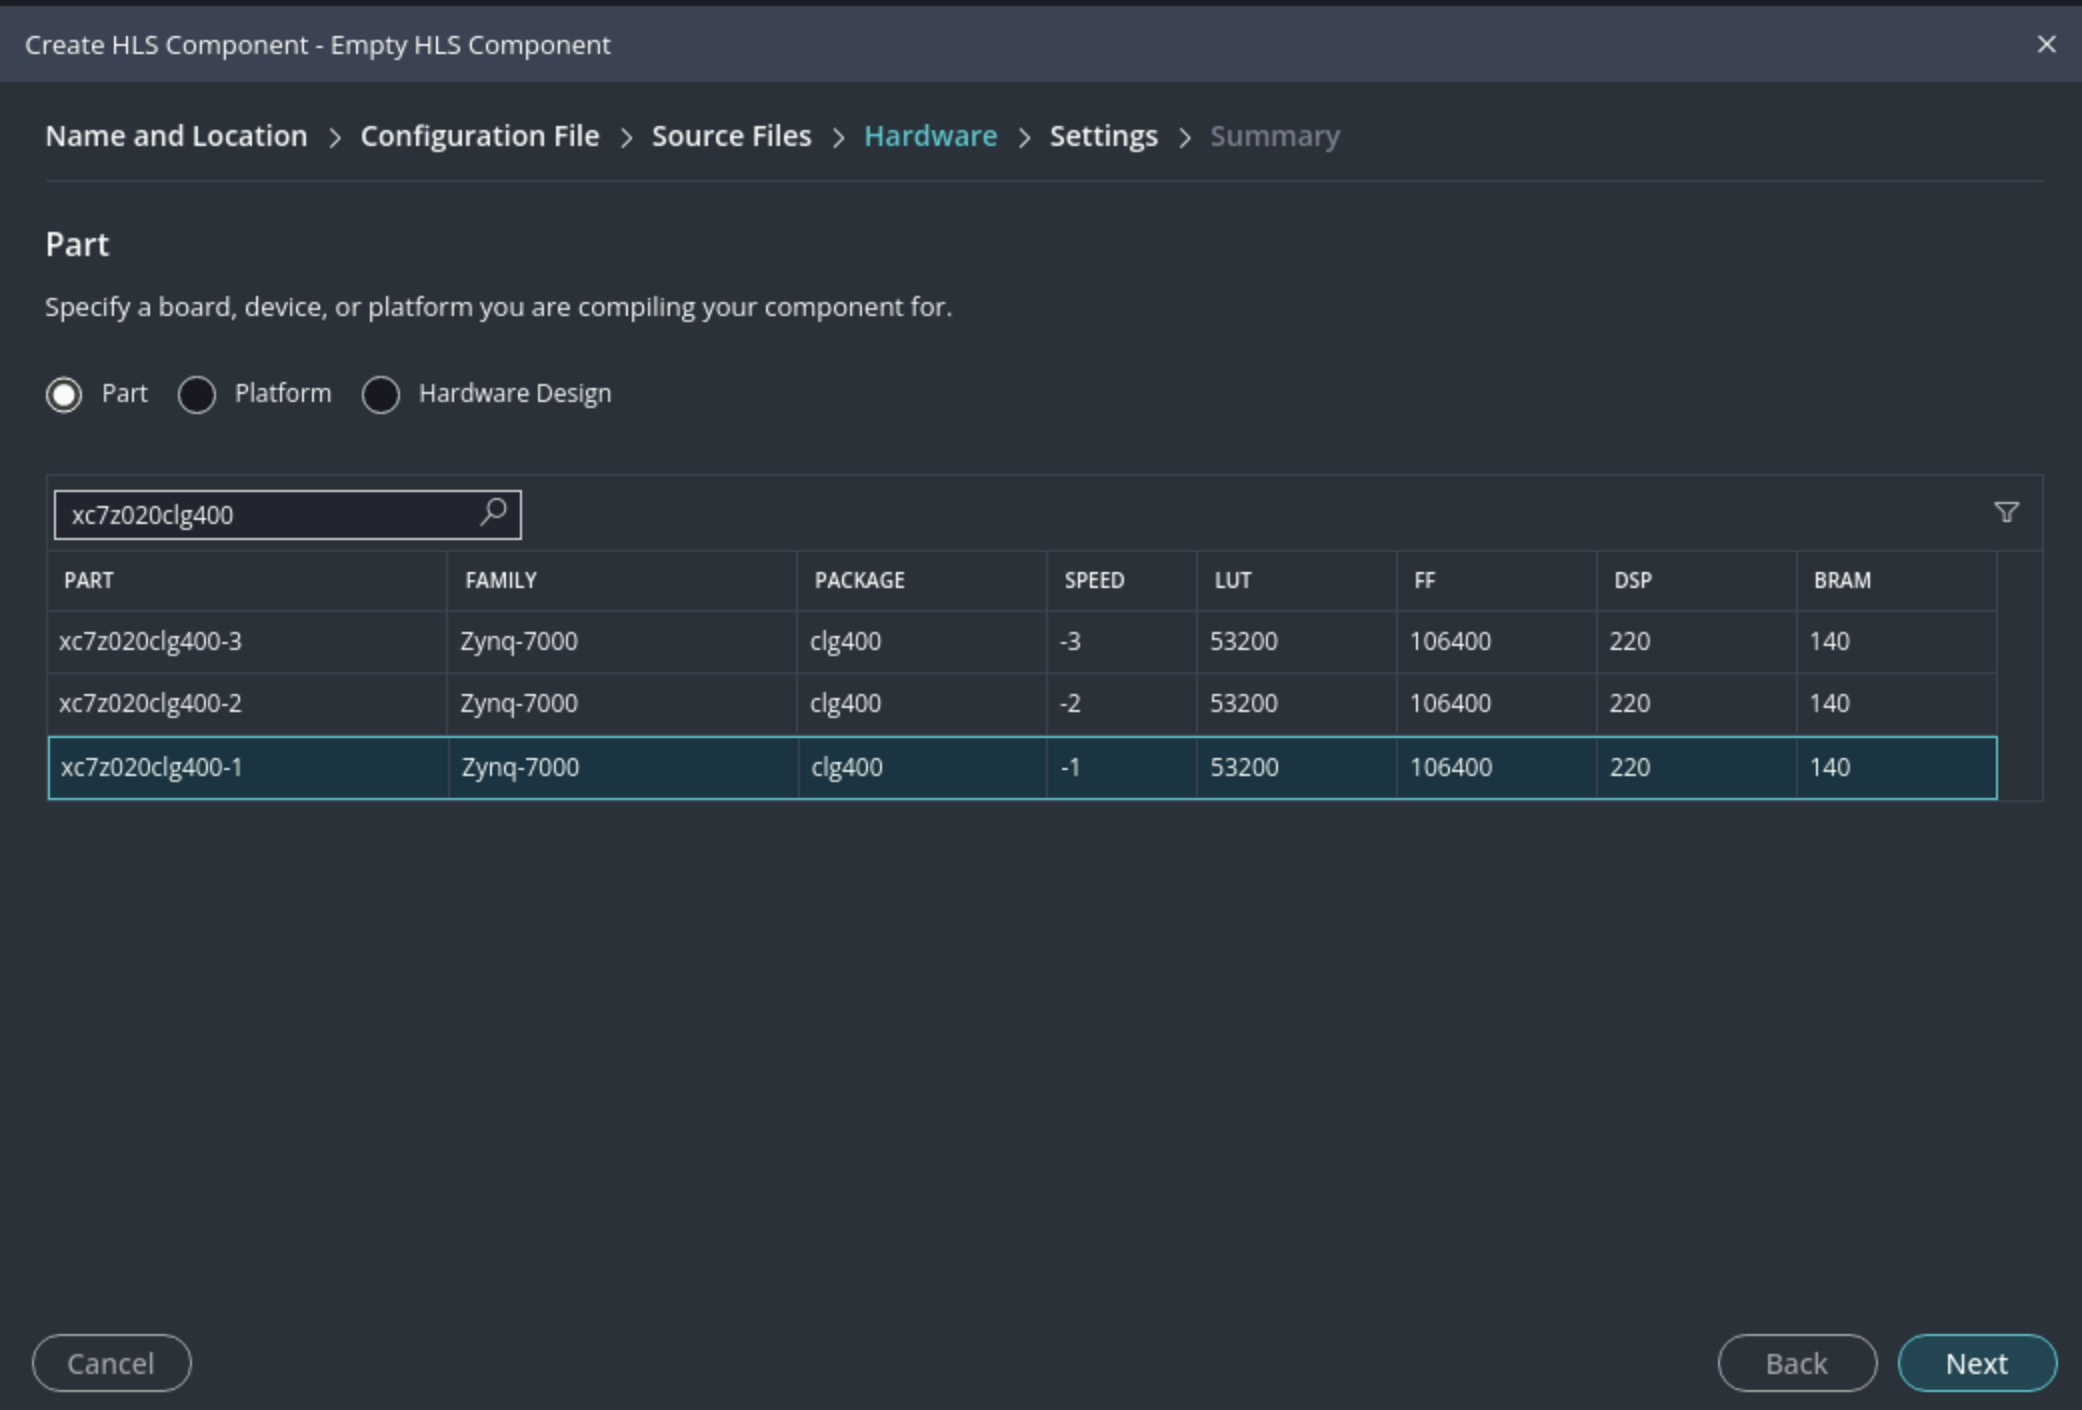 Create HLS Component - Empty HLS Component
Name and Location > Configuration File > Source Files > Hardware > Settings > Summary
Part
Specify a board, device, or platform you are compiling your component for.
Part Platform Hardware Design
xc7z020clg400
PART FAMILY PACKAGE SPEED LUT FF DSP BRAM
xc7z020clg400-3 Zynq-7000 clg400 -3 53200 106400 220 140
xc7z020clg400-2 Zynq-7000 clg400 -2 53200 106400 220 140
xc7z020clg400-1 Zynq-7000 clg400 -1 53200 106400 220 140
Cancel Back Next